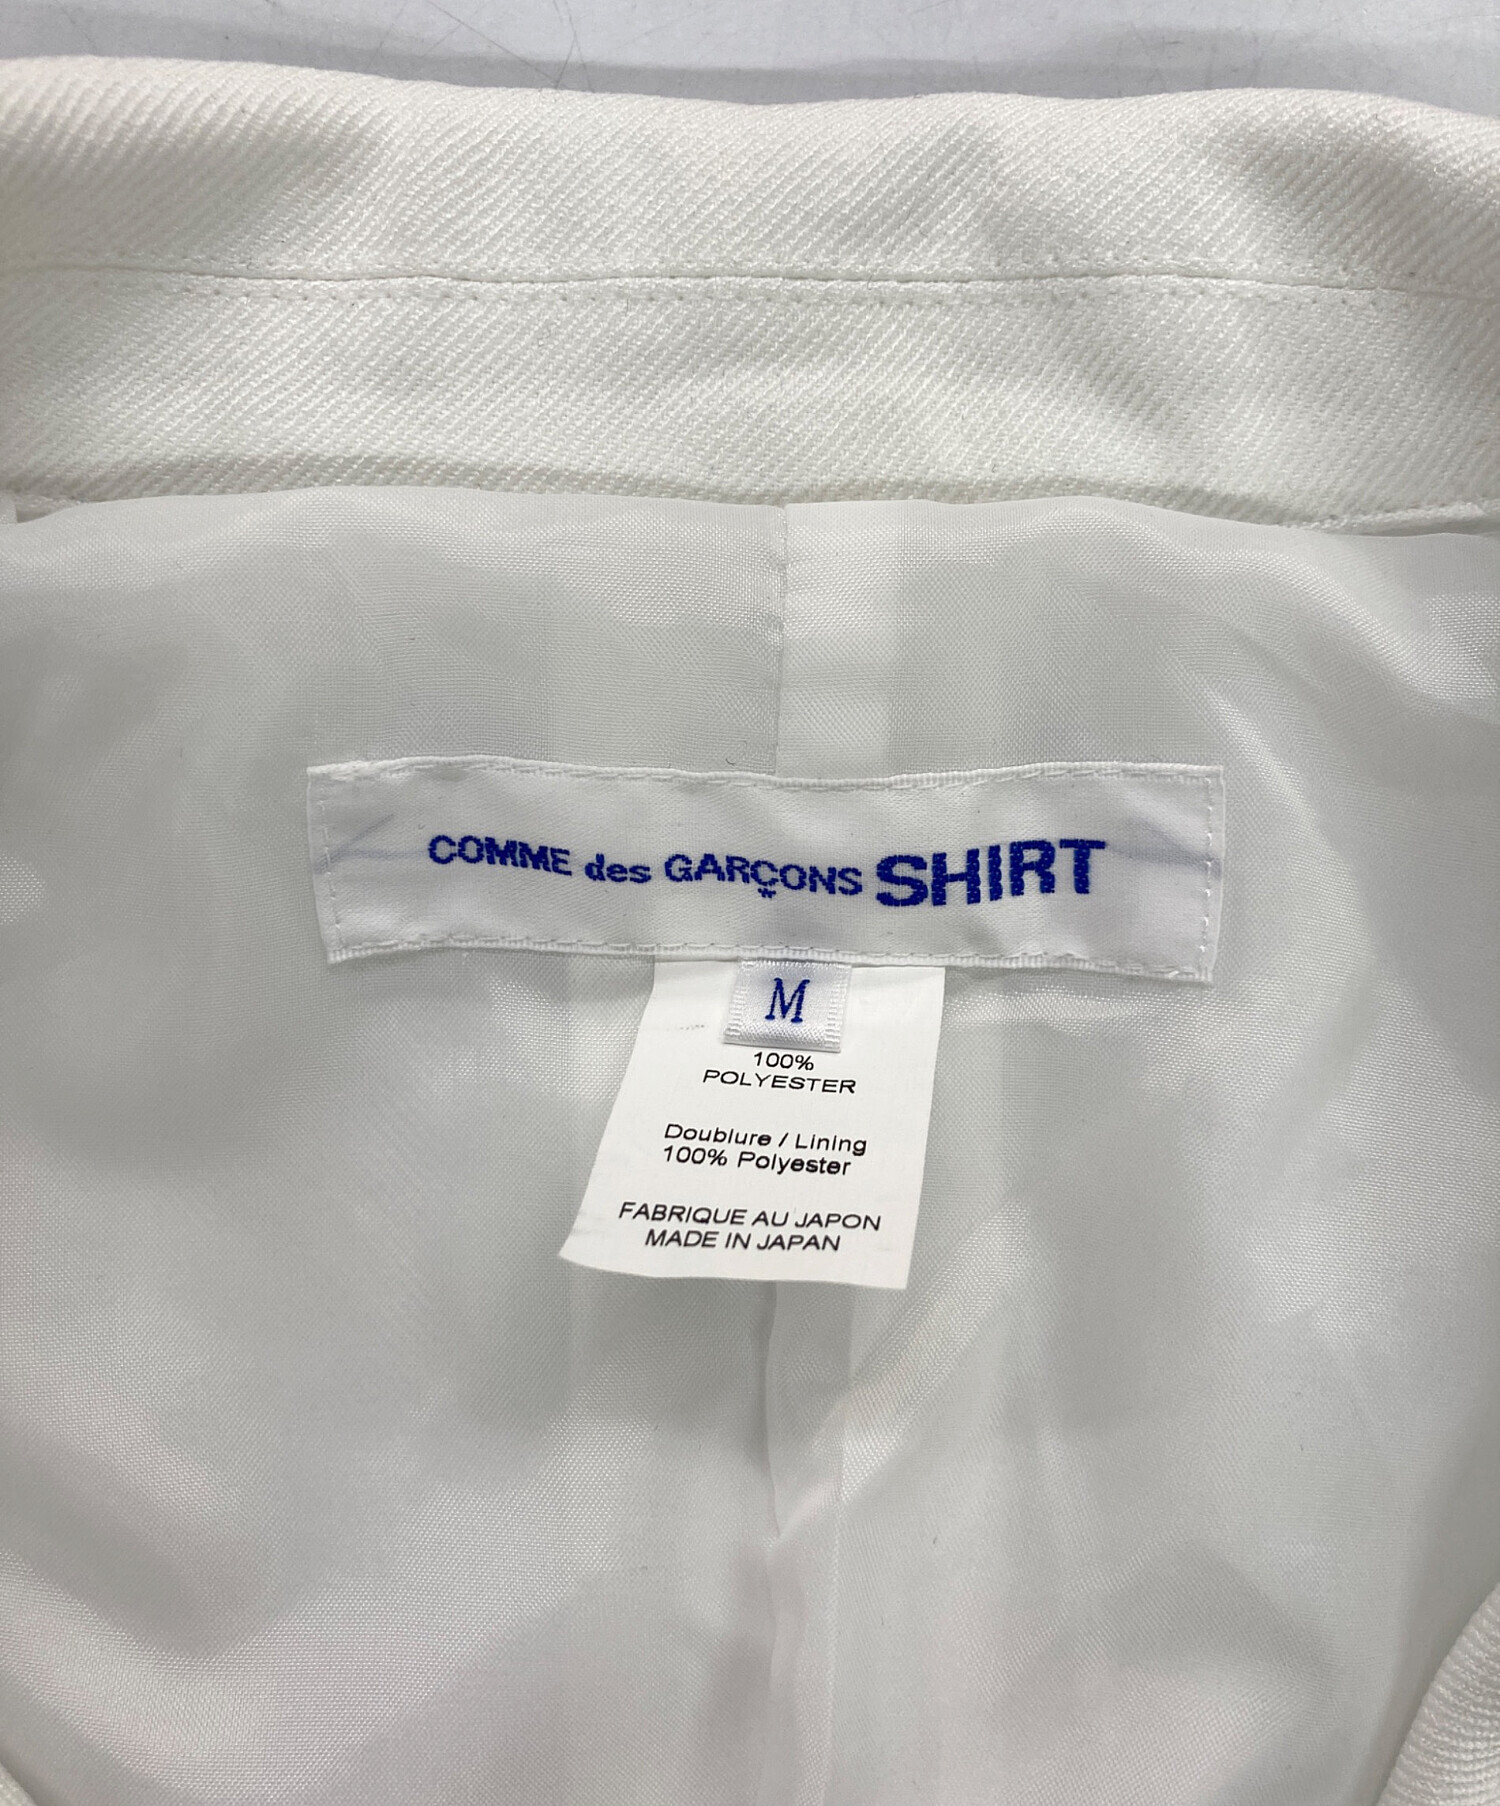 COMME des GARÇONS SHIRT
M
100%
POLYESTER
Doublure / Lining
100% Polyester
FABRIQUE AU JAPON
MADE IN JAPAN